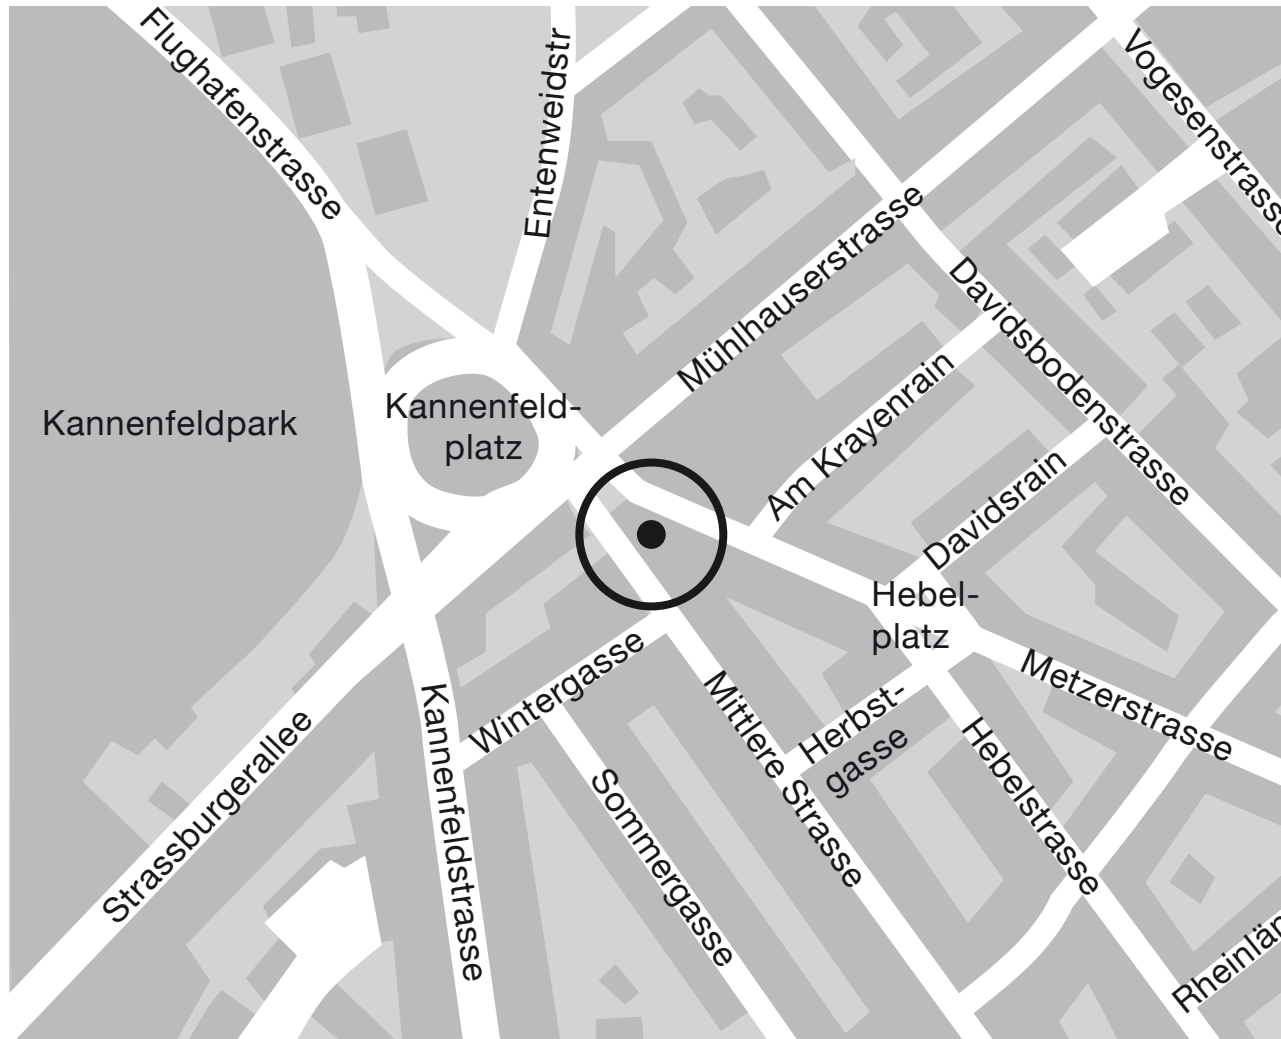 Flughafenstrasse
Entenweidstr
Vogesenstrasse
Mühlhauserstrasse
Davidsbodenstrasse
Kannenfeldpark
Kannenfeld-
platz
Am Krayenrain
Davidsrain
Hebel-
platz
Metzerstrasse
Wintergasse
Mittlere Strasse
Herbst-
gasse
Hebelstrasse
Strassburgerallee
Kannenfeldstrasse
Sommergasse
Rheinlän